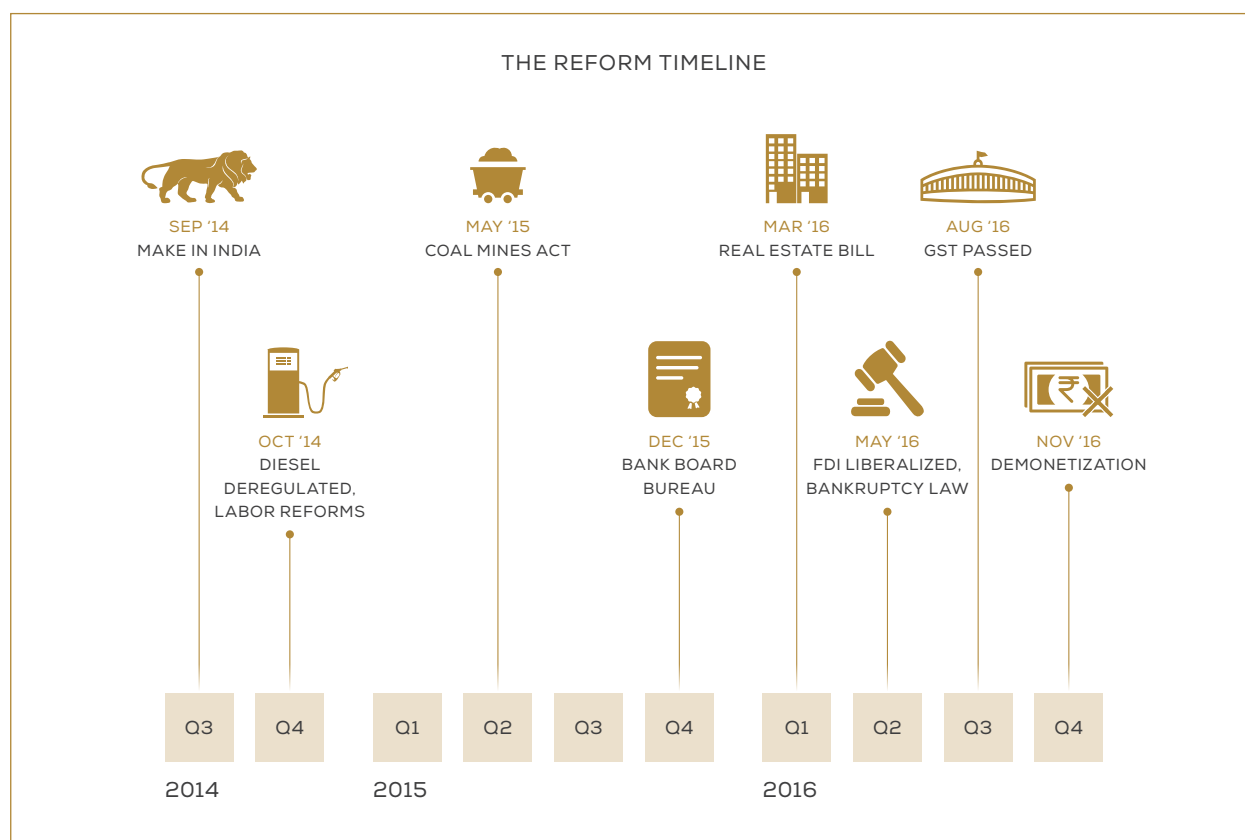 THE REFORM TIMELINE
SEP ‘14
MAKE IN INDIA
MAY ‘15
COAL MINES ACT
MAR ‘16
REAL ESTATE BILL
AUG ‘16
GST PASSED
OCT ‘14
DIESEL
DEREGULATED,
LABOR REFORMS
DEC ‘15
BANK BOARD
BUREAU
MAY ‘16
FDI LIBERALIZED,
BANKRUPTCY LAW
₹
NOV ‘16
DEMONETIZATION
Q3
Q4
Q1
Q2
Q3
Q4
Q1
Q2
Q3
Q4
2014
2015
2016